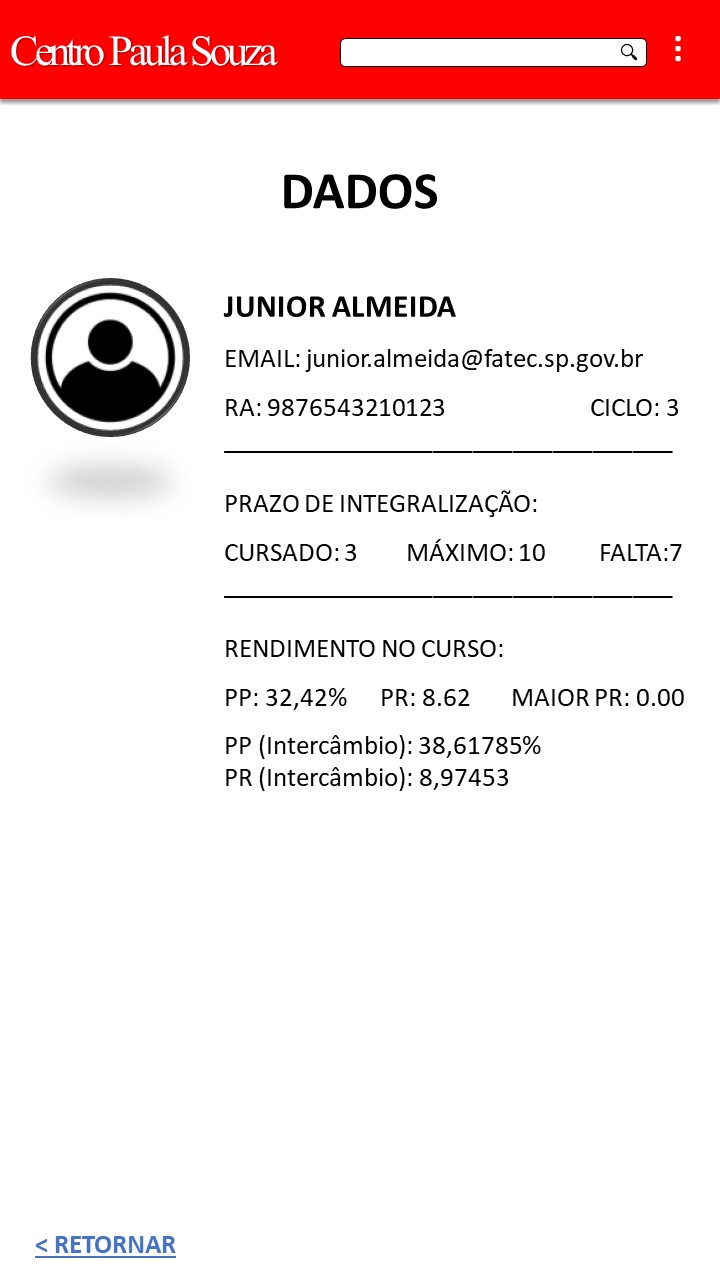 Centro Paula Souza
DADOS
JUNIOR ALMEIDA
EMAIL: junior.almeida@fatec.sp.gov.br
RA: 9876543210123 CICLO: 3
PRAZO DE INTEGRALIZAÇÃO:
CURSADO: 3 MÁXIMO: 10 FALTA:7
RENDIMENTO NO CURSO:
PP: 32,42% PR: 8.62 MAIOR PR: 0.00
PP (Intercâmbio): 38,61785%
PR (Intercâmbio): 8,97453
< RETORNAR